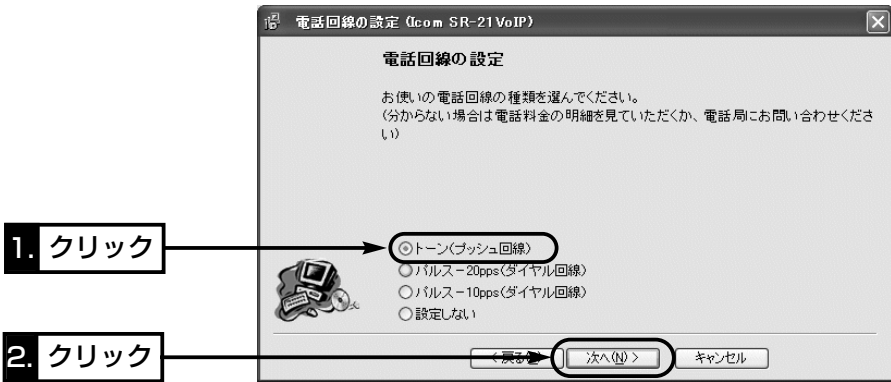 電話回線の設定 (Icom SR-21VoIP)
電話回線の設定
お使いの電話回線の種類を選んでください。
(分からない場合は電話料金の明細を見ていただくか、電話局にお問い合わせくださ
い)
1. クリック
トーン(プッシュ回線)
パルス-20pps(ダイヤル回線)
パルス-10pps(ダイヤル回線)
設定しない
2. クリック
< 戻る 次へ(N) > キャンセル